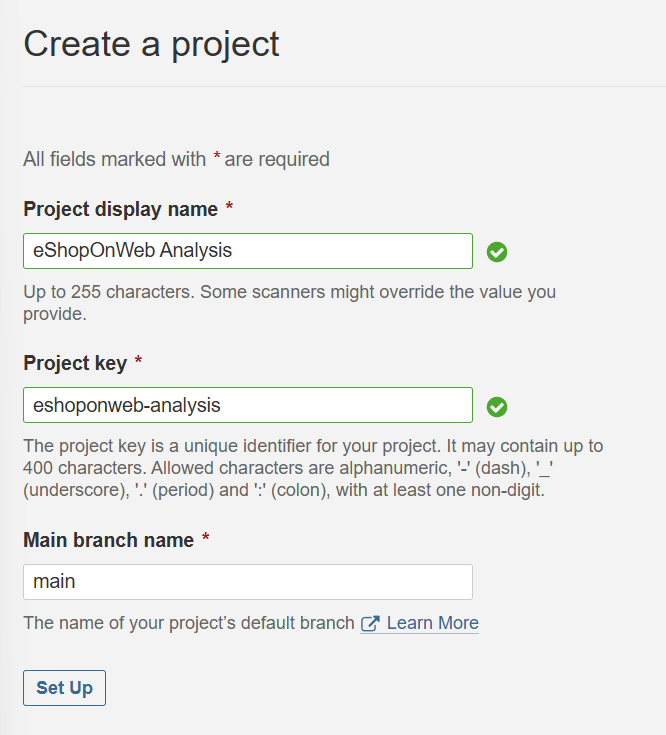 Create a project
All fields marked with * are required
Project display name *
eShopOnWeb Analysis
Up to 255 characters. Some scanners might override the value you
provide.
Project key *
eshoponweb-analysis
The project key is a unique identifier for your project. It may contain up to
400 characters. Allowed characters are alphanumeric, '-' (dash), '_'
(underscore), '.' (period) and ':' (colon), with at least one non-digit.
Main branch name *
main
The name of your project’s default branch Learn More
Set Up